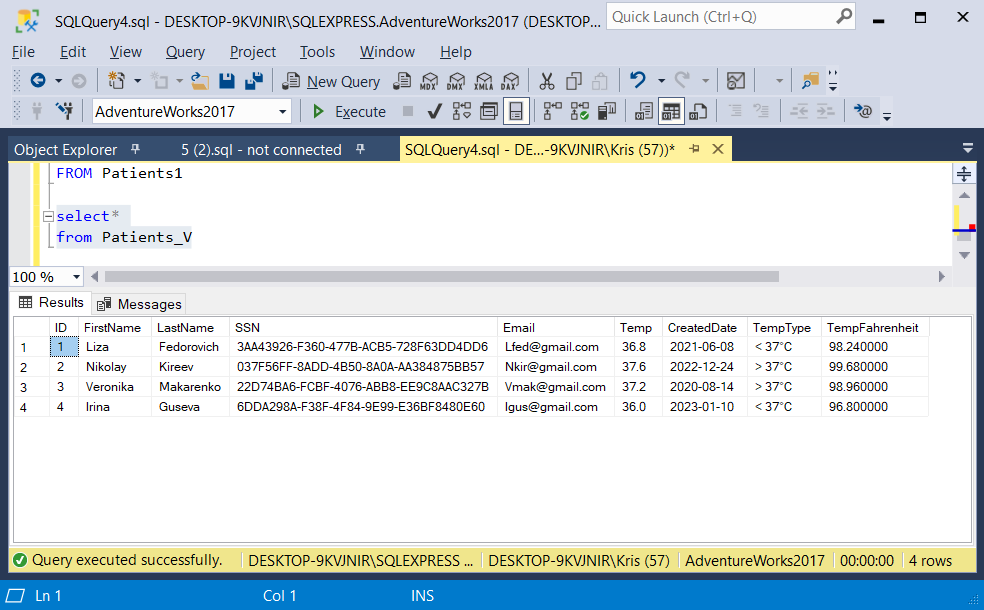 SQLQuery4.sql - DESKTOP-9KVJNIR\SQLEXPRESS.AdventureWorks2017 (DESKTOP... Quick Launch (Ctrl+Q)
File Edit View Query Project Tools Window Help
New Query MDX DMX XMLA DAX
AdventureWorks2017 Execute
Object Explorer 5 (2).sql - not connected SQLQuery4.sql - DE...-9KVJNIR\Kris (57))*
FROM Patients1
select*
from Patients_V
100 %
Results Messages
ID FirstName LastName SSN Email Temp CreatedDate TempType TempFahrenheit
1 1 Liza Fedorovich 3AA43926-F360-477B-ACB5-728F63DD4DD6 Lfed@gmail.com 36.8 2021-06-08 < 37°C 98.240000
2 2 Nikolay Kireev 037F56FF-8ADD-4B50-8A0A-AA384875BB57 Nkir@gmail.com 37.6 2022-12-24 > 37°C 99.680000
3 3 Veronika Makarenko 22D74BA6-FCBF-4076-ABB8-EE9C8AAC327B Vmak@gmail.com 37.2 2020-08-14 > 37°C 98.960000
4 4 Irina Guseva 6DDA298A-F38F-4F84-9E99-E36BF8480E60 Igus@gmail.com 36.0 2023-01-10 < 37°C 96.800000
Query executed successfully. DESKTOP-9KVJNIR\SQLEXPRESS ... DESKTOP-9KVJNIR\Kris (57) AdventureWorks2017 00:00:00 4 rows
Ln 1 Col 1 INS